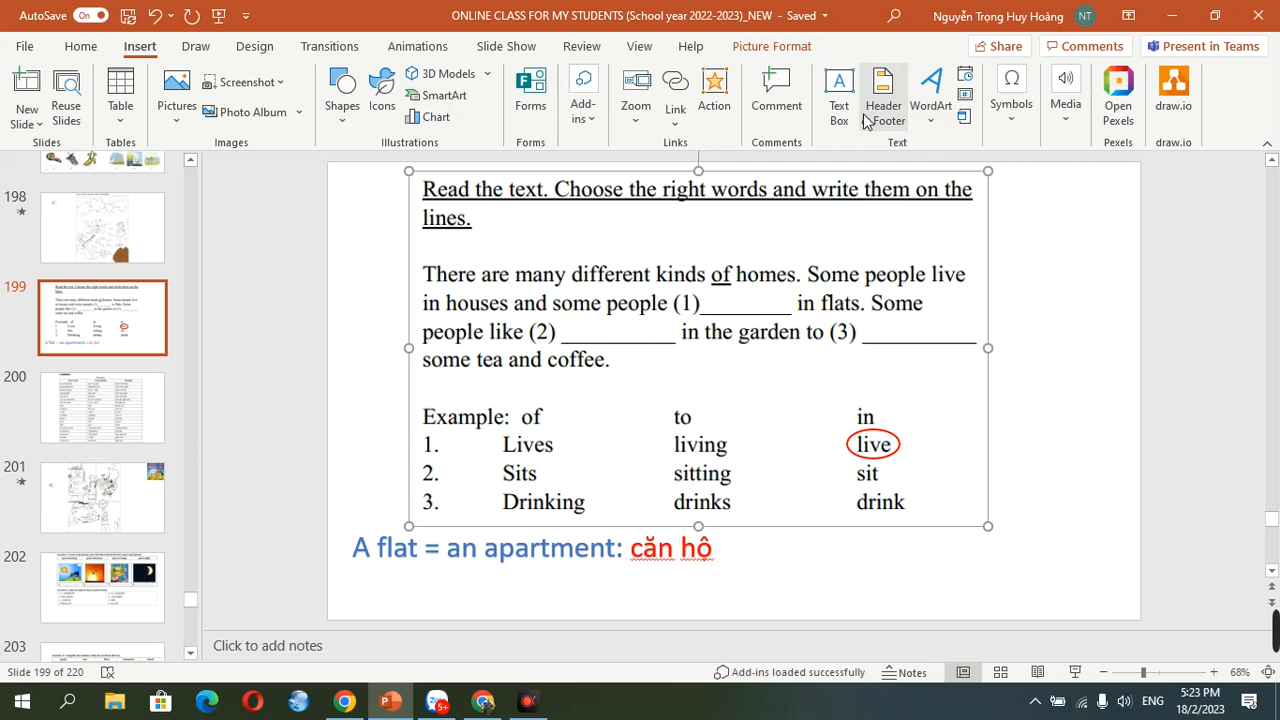 AutoSave On
ONLINE CLASS FOR MY STUDENTS (School year 2022-2023)_NEW - Saved
Nguyễn Trọng Huy Hoàng NT
File Home Insert Draw Design Transitions Animations Slide Show Review View Help Picture Format Share Comments Present in Teams
New Slide
Reuse Slides
Table
Pictures
Screenshot
Photo Album
Shapes
Icons
3D Models
SmartArt
Chart
Forms
Add-ins
Zoom
Link
Action
Comment
Text Box
Header Footer
WordArt
Symbols
Media
Open Pexels
draw.io
Slides Tables Images Illustrations Forms Links Comments Text Pexels draw.io
198
199
200
201
202
203
Read the text. Choose the right words and write them on the
lines.
There are many different kinds of homes. Some people live
in houses and some people (1)________ in flats. Some
people like (2) __________ in the garden to (3) __________
some tea and coffee.
Example: of to in
1. Lives living live
2. Sits sitting sit
3. Drinking drinks drink
A flat = an apartment: căn hộ
Click to add notes
Slide 199 of 220
Add-ins loaded successfully
Notes
68%
5+
ENG
5:23 PM
18/2/2023